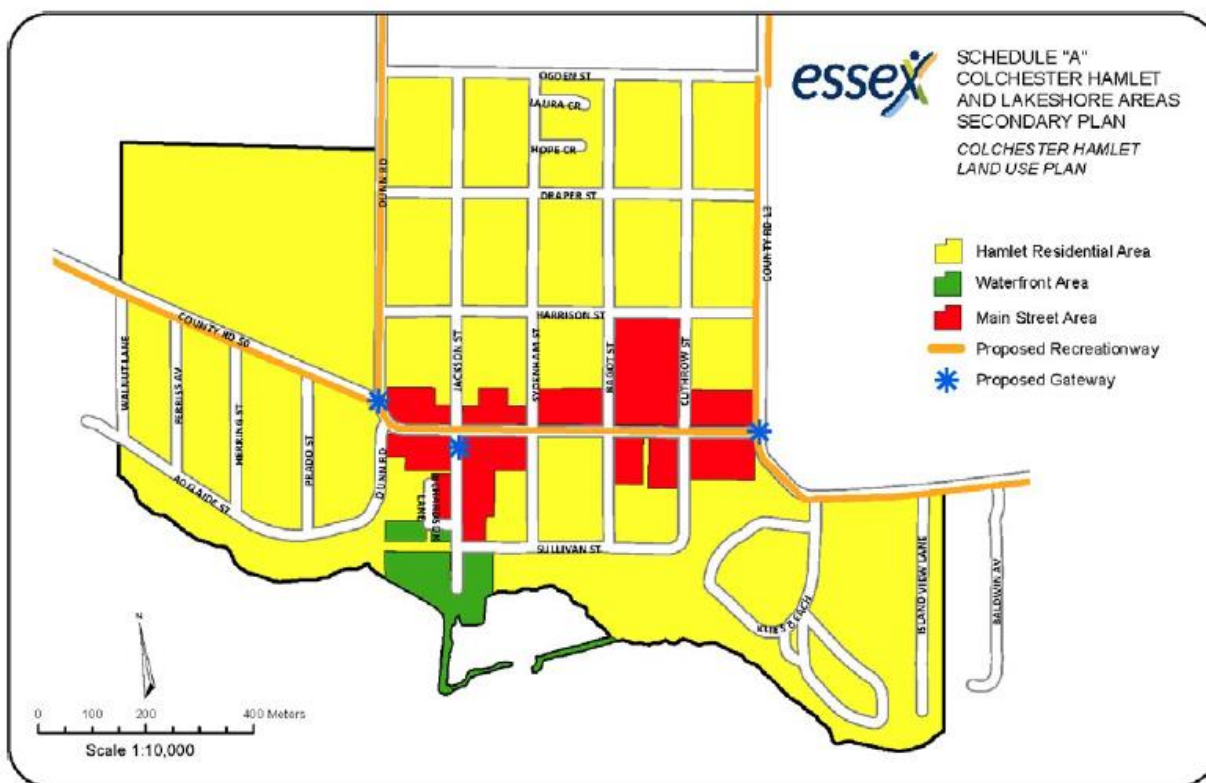 essex
SCHEDULE "A"
COLCHESTER HAMLET
AND LAKESHORE AREAS
SECONDARY PLAN
COLCHESTER HAMLET
LAND USE PLAN
Hamlet Residential Area
Waterfront Area
Main Street Area
Proposed Recreationway
Proposed Gateway
OGDEN ST
LAURA CR
HOPE CR
DUNN RD
DRAPER ST
COUNTY RD 13
HARRISON ST
COUNTY RD 50
WALNUT LANE
FERRISS AV
HERRING ST
PRADO ST
ADELAIDE ST
DUNN RD
JACKSON ST
SYDENHAM ST
BAGOT ST
CUTHROW ST
LANE
SULLIVAN ST
ISLAND VIEW LANE
BALDWIN AV
N
0 100 200 400 Meters
Scale 1:10,000